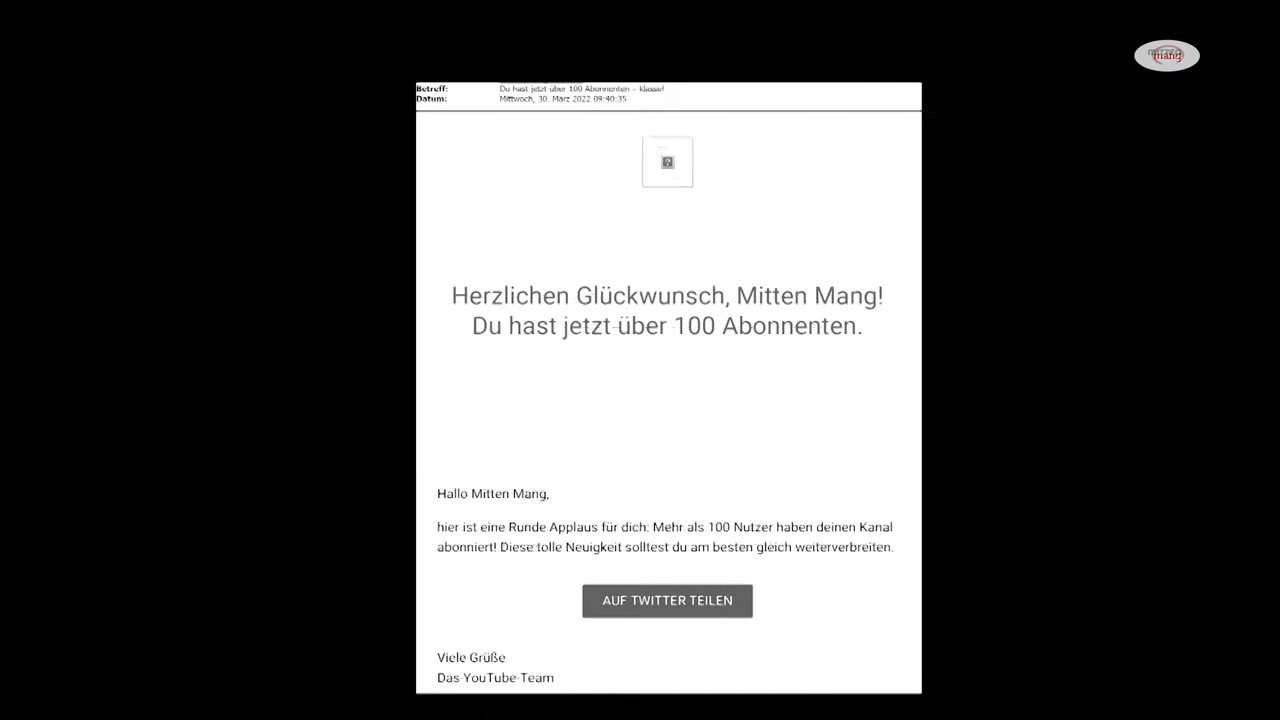 mitten
mang
Betreff: Du hast jetzt über 100 Abonnenten – klasse!
Datum: Mittwoch, 30. März 2022 09:40:35
?
Herzlichen Glückwunsch, Mitten Mang!
Du hast jetzt über 100 Abonnenten.
Hallo Mitten Mang,
hier ist eine Runde Applaus für dich: Mehr als 100 Nutzer haben deinen Kanal
abonniert! Diese tolle Neuigkeit solltest du am besten gleich weiterverbreiten.
AUF TWITTER TEILEN
Viele Grüße
Das YouTube-Team